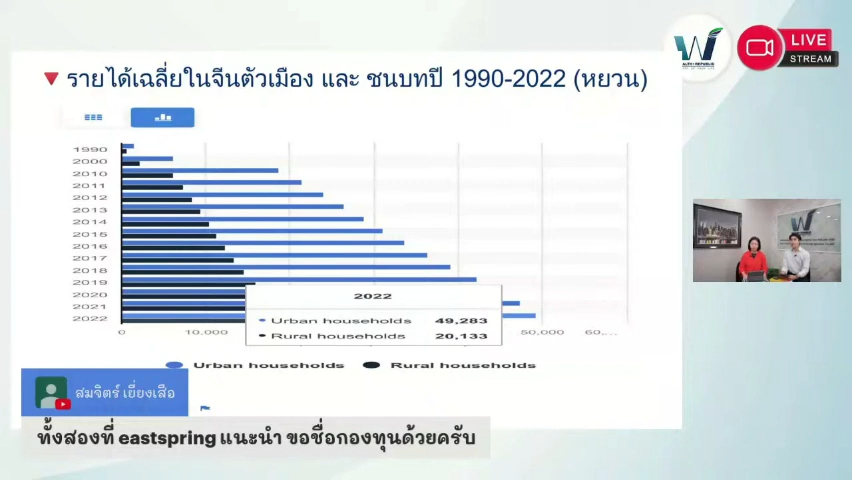 ▼ รายได้เฉลี่ยในจีนตัวเมือง และ ชนบทปี 1990-2022 (หยวน)
LIVE
STREAM
1990
2000
2010
2011
2012
2013
2014
2015
2016
2017
2018
2019
2020
2021
2022
2022
Urban households 49,283
Rural households 20,133
0 10,000 50,000 60,...
Urban households Rural households
สมจิตร์ เยี่ยงเสือ
ทั้งสองที่ eastspring แนะนำ ขอชื่อกองทุนด้วยครับ